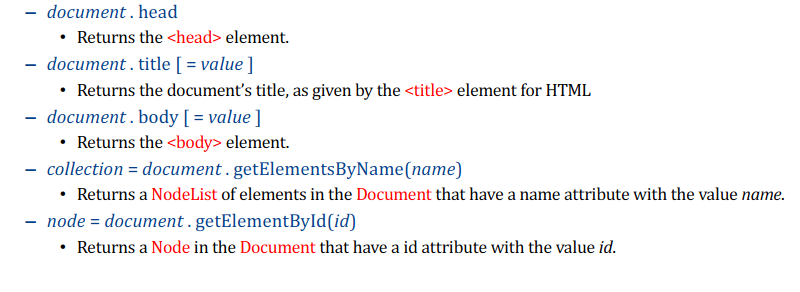 – document . head
• Returns the <head> element.
– document . title [ = value ]
• Returns the document’s title, as given by the <title> element for HTML
– document . body [ = value ]
• Returns the <body> element.
– collection = document . getElementsByName(name)
• Returns a NodeList of elements in the Document that have a name attribute with the value name.
– node = document . getElementById(id)
• Returns a Node in the Document that have a id attribute with the value id.